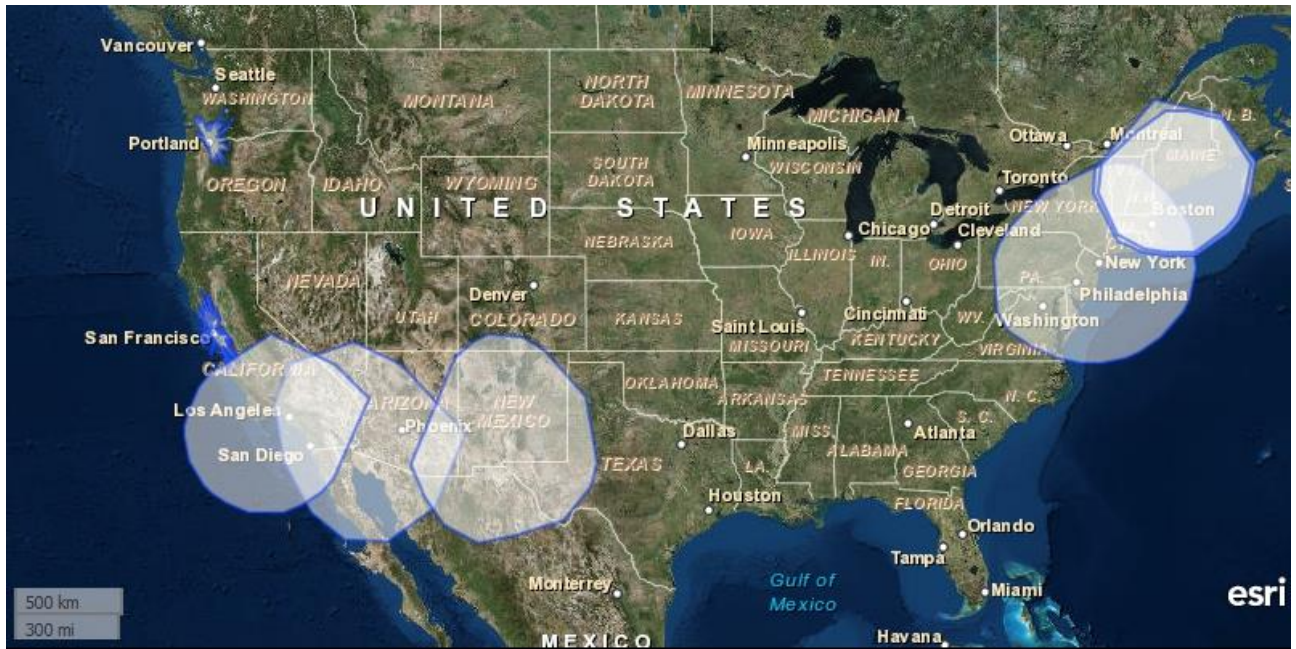 Vancouver
Seattle
WASHINGTON
Portland
OREGON
IDAHO
MONTANA
WYOMING
NORTH
DAKOTA
SOUTH
DAKOTA
MINNESOTA
Minneapolis
WISCONSIN
MICHIGAN
Ottawa
Montréal
MAINE
N. B.
Toronto
NEW YORK
Boston
UNITED STATES
NEBRASKA
IOWA
Chicago
Detroit
Cleveland
ILLINOIS
IN.
OHIO
PA.
New York
Philadelphia
Washington
NEVADA
UTAH
Denver
COLORADO
KANSAS
Saint Louis
MISSOURI
Cincinnati
KENTUCKY
WV.
VIRGINIA
San Francisco
CALIFORNIA
Los Angeles
San Diego
ARIZONA
Phoenix
NEW
MEXICO
OKLAHOMA
ARKANSAS
TENNESSEE
N. C.
S. C.
Dallas
TEXAS
LA.
MISS.
ALABAMA
Atlanta
GEORGIA
Houston
FLORIDA
Orlando
Tampa
Miami
Gulf of
Mexico
Monterrey
MEXICO
Havana
500 km
300 mi
esri